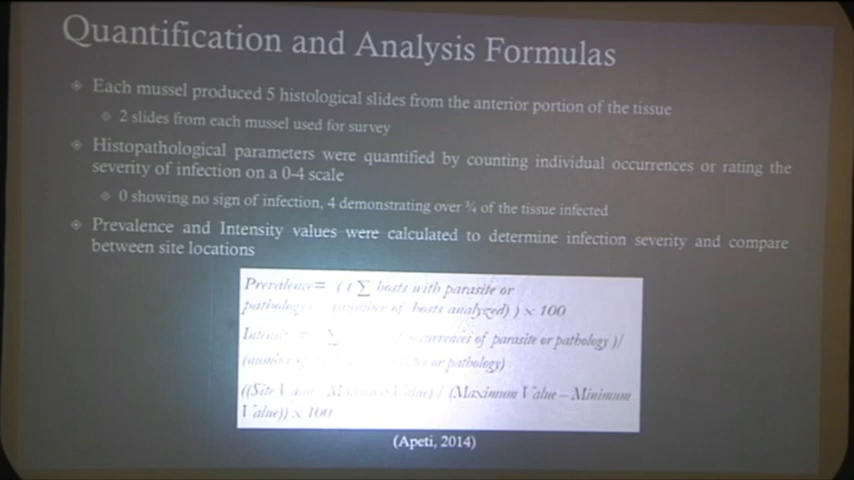 Quantification and Analysis Formulas
Each mussel produced 5 histological slides from the anterior portion of the tissue
2 slides from each mussel used for survey
Histopathological parameters were quantified by counting individual occurrences or rating the
severity of infection on a 0-4 scale
0 showing no sign of infection, 4 demonstrating over ¾ of the tissue infected
Prevalence and Intensity values were calculated to determine infection severity and compare
between site locations
Prevalence= ( ( ∑ hosts with parasite or
of hosts analyzed) ) × 100
of parasite or pathology )/
or pathology)
((Site / (Maximum Value – Minimum
Value)) × 100
(Apeti, 2014)